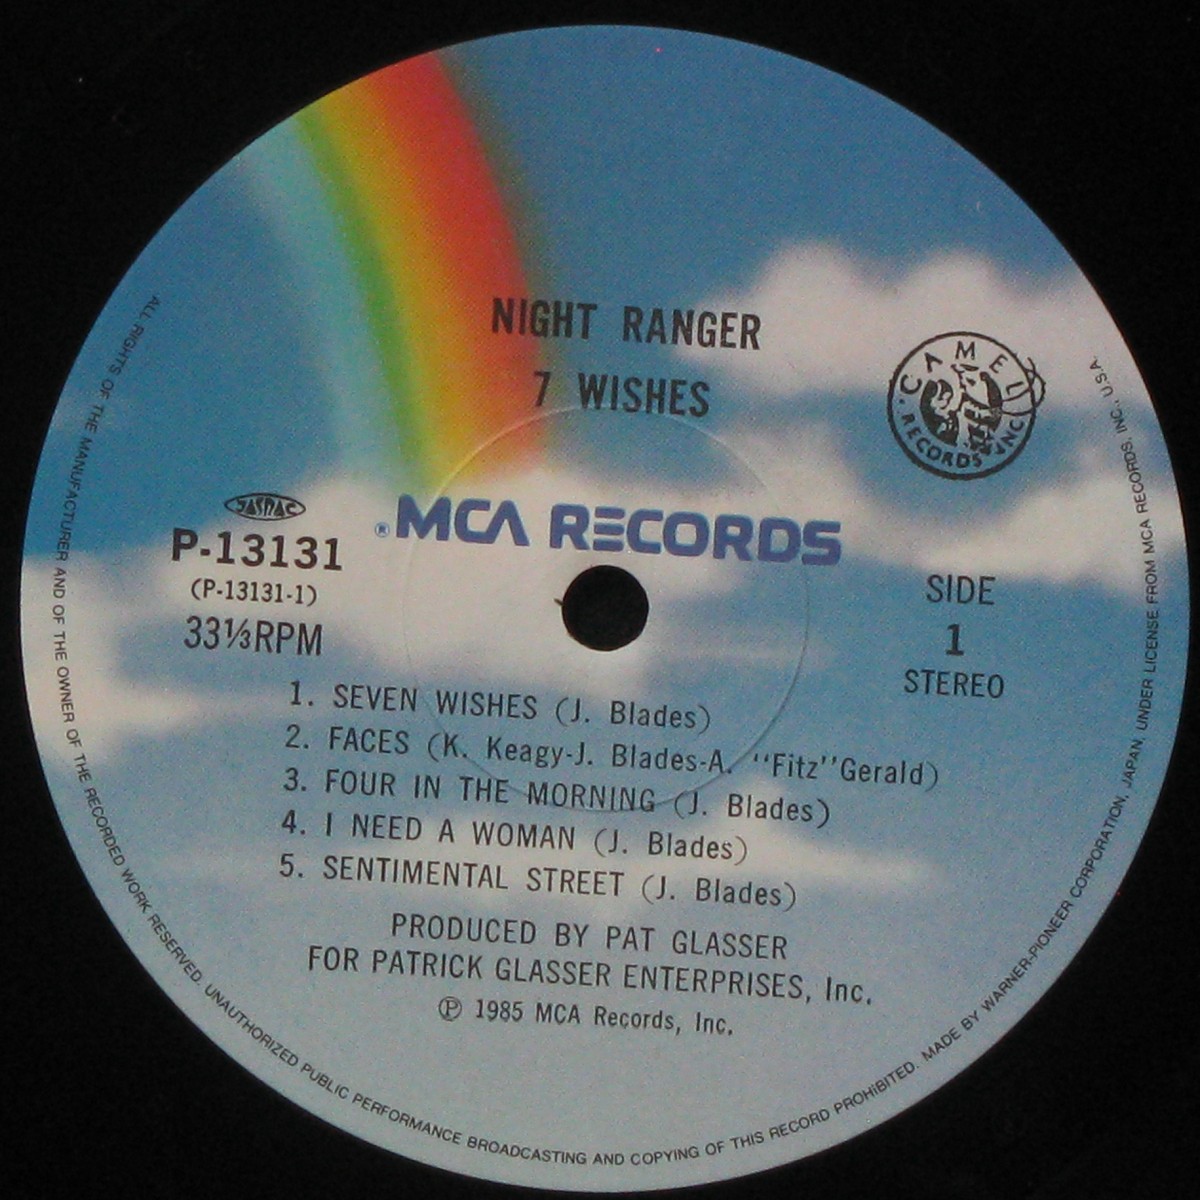 NIGHT RANGER
7 WISHES
CAMEL RECORDS INC.
JASRAC
P-13131
(P-13131-1)
33⅓RPM
® MCA RECORDS
SIDE
1
STEREO
1. SEVEN WISHES (J. Blades)
2. FACES (K. Keagy-J. Blades-A. "Fitz"Gerald)
3. FOUR IN THE MORNING (J. Blades)
4. I NEED A WOMAN (J. Blades)
5. SENTIMENTAL STREET (J. Blades)
PRODUCED BY PAT GLASSER
FOR PATRICK GLASSER ENTERPRISES, Inc.
℗ 1985 MCA Records, Inc.
ALL RIGHTS OF THE MANUFACTURER AND OF THE OWNER OF THE RECORDED WORK RESERVED. UNAUTHORIZED PUBLIC PERFORMANCE BROADCASTING AND COPYING OF THIS RECORD PROHIBITED. MADE BY WARNER-PIONEER CORPORATION, JAPAN, UNDER LICENSE FROM MCA RECORDS, INC., U.S.A.